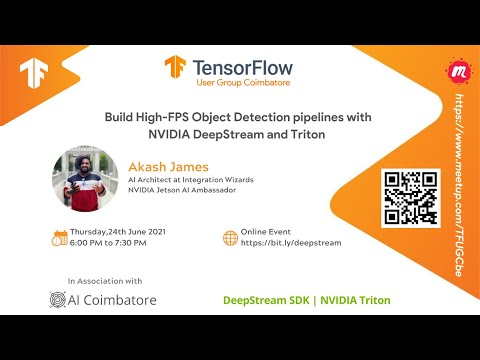 TensorFlow
User Group Coimbatore
Build High-FPS Object Detection pipelines with
NVIDIA DeepStream and Triton
Akash James
AI Architect at Integration Wizards
NVIDIA Jetson AI Ambassador
Thursday,24th June 2021
6:00 PM to 7:30 PM
Online Event
https://bit.ly/deepstream
In Association with
AI Coimbatore
DeepStream SDK | NVIDIA Triton
m
https://www.meetup.com/TFUGCbe